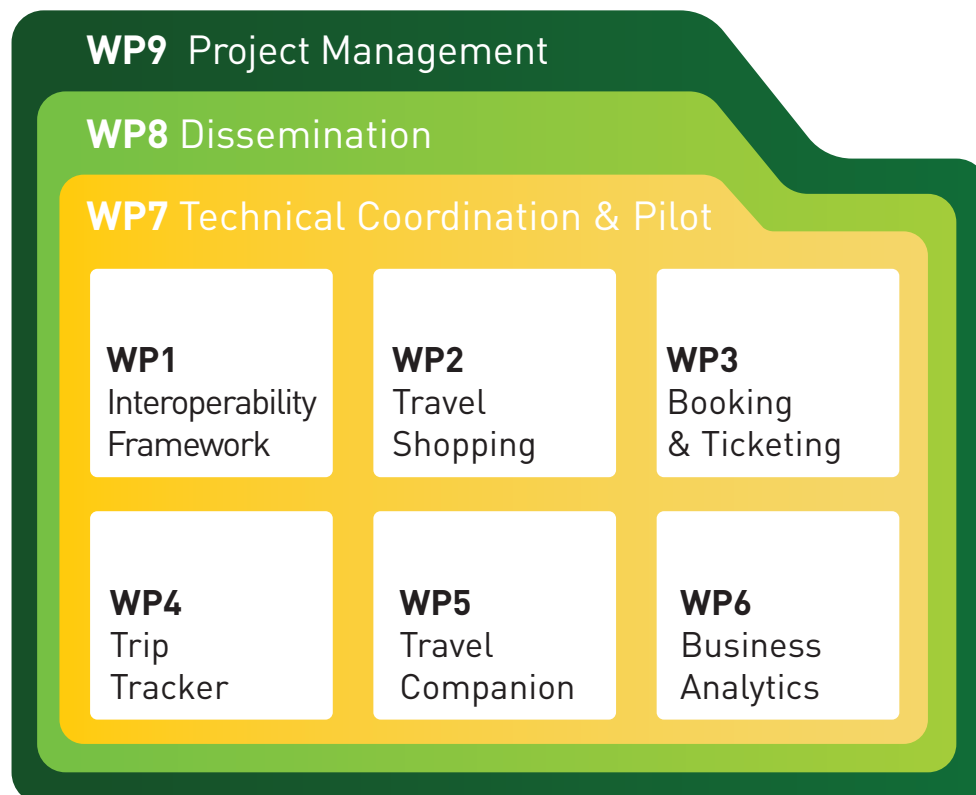 WP9 Project Management
WP8 Dissemination
WP7 Technical Coordination & Pilot
WP1
Interoperability
Framework
WP2
Travel
Shopping
WP3
Booking
& Ticketing
WP4
Trip
Tracker
WP5
Travel
Companion
WP6
Business
Analytics